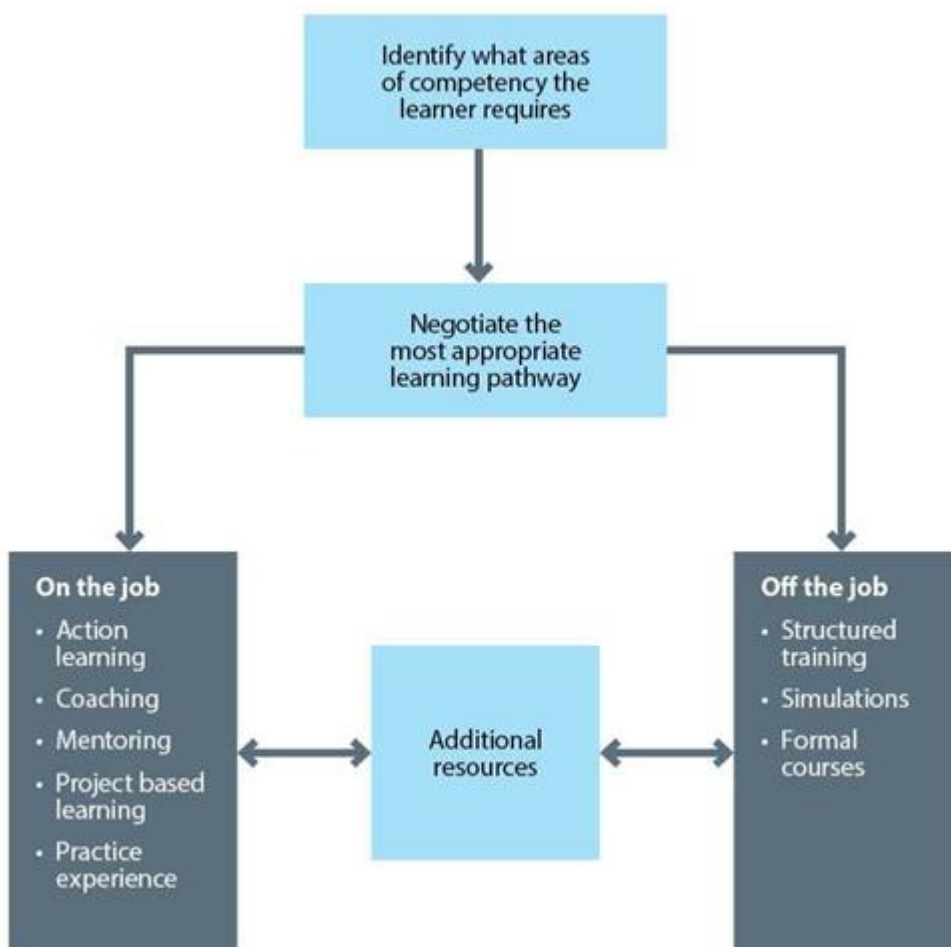 Identify what areas
of competency the
learner requires
Negotiate the
most appropriate
learning pathway
On the job
• Action
learning
• Coaching
• Mentoring
• Project based
learning
• Practice
experience
Additional
resources
Off the job
• Structured
training
• Simulations
• Formal
courses